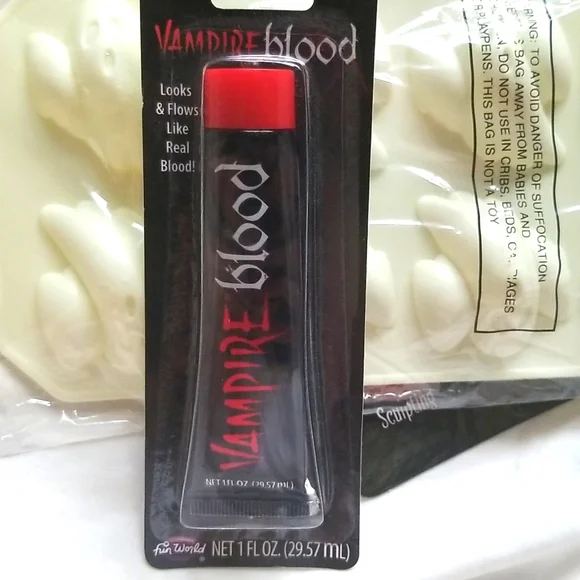 VAMPIRE blood
Looks
& Flows
Like
Real
Blood!
VAMPIRE blood
NET 1 FL OZ. (29.57 mL)
fun World
NET 1 FL OZ. (29.57 mL)
TO AVOID DANGER OF SUFFOCATION
BAG AWAY FROM BABIES AND
DO NOT USE IN CRIBS, BEDS,
PLAYPENS. THIS BAG IS NOT A TOY
Sculpting